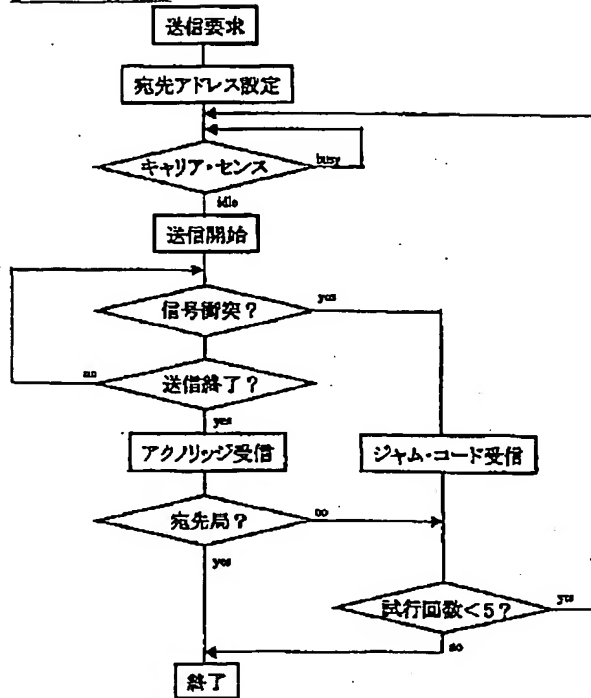 送信要求
宛先アドレス設定
キャリア・センス
busy
idle
送信開始
信号衝突?
yes
送信終了?
no
yes
アクノリッジ受信
ジャム・コード受信
宛先局?
no
yes
試行回数<5?
yes
no
終了